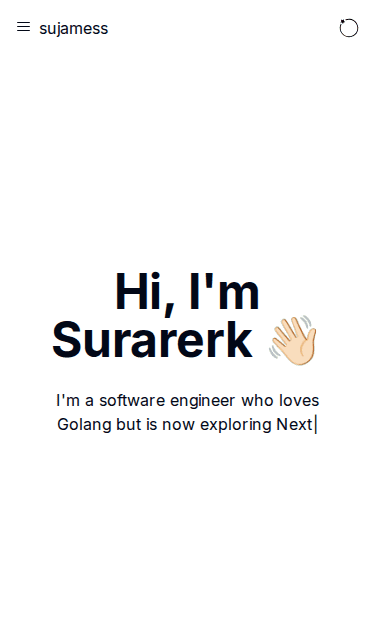 sujamess
Hi, I'm
Surarerk 👋🏻
I'm a software engineer who loves
Golang but is now exploring Next|